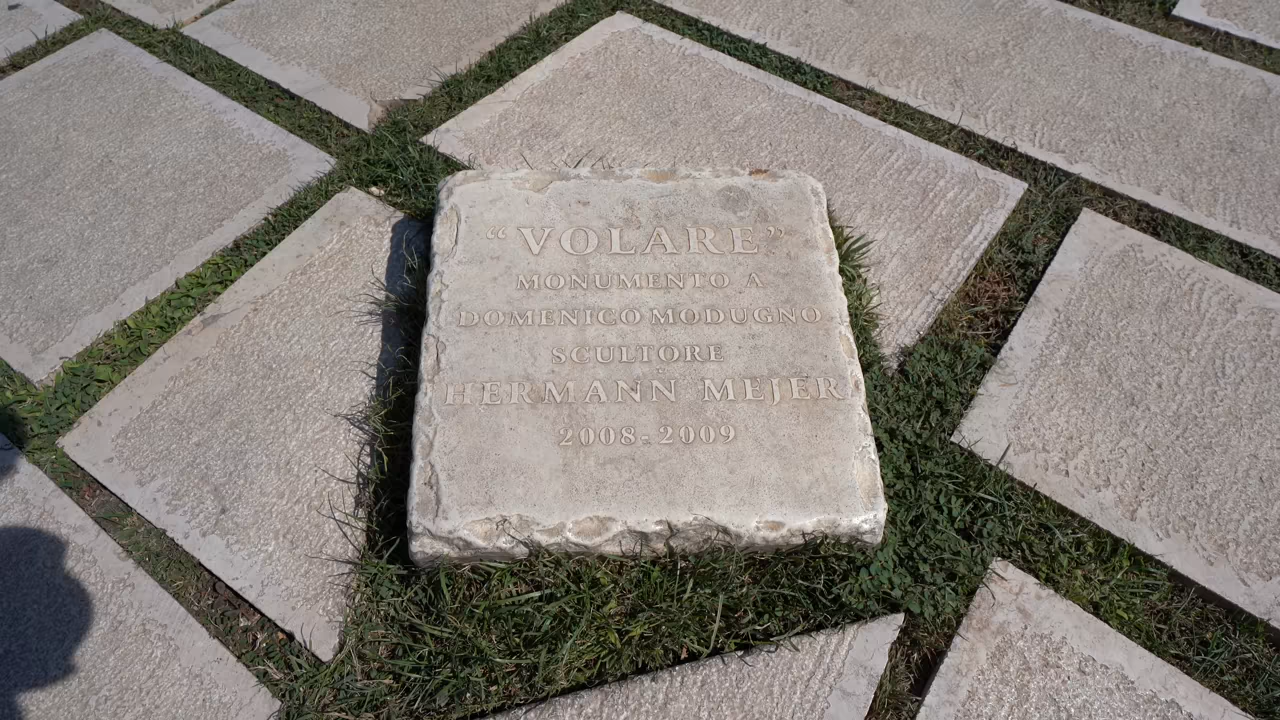 “VOLARE”
MONUMENTO A
DOMENICO MODUGNO
SCULTORE
HERMANN MEJER
2008-2009